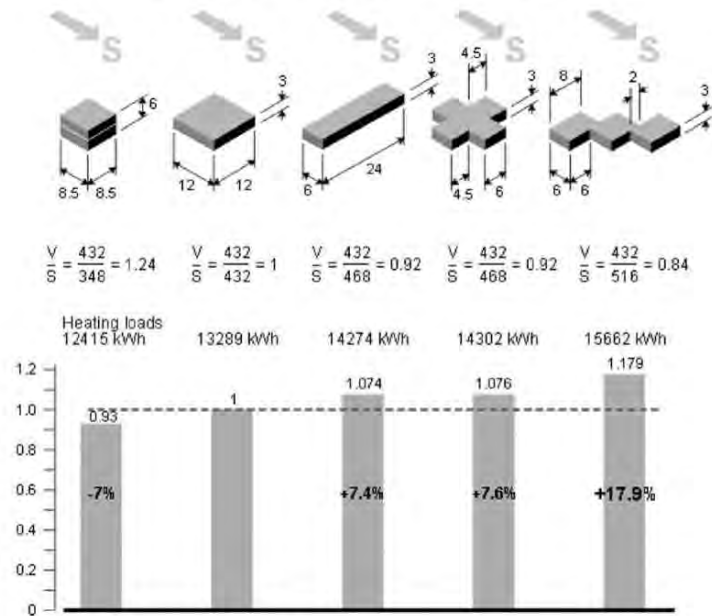 S S S S S
4.5
3 3 3 8 2 3
6
8.5 8.5 12 12 6 24 4.5 6 6 6
V/S = 432/348 = 1.24 V/S = 432/432 = 1 V/S = 432/468 = 0.92 V/S = 432/468 = 0.92 V/S = 432/516 = 0.84
Heating loads
12415 kWh 13289 kWh 14274 kWh 14302 kWh 15662 kWh
1.2 1.179
1.074 1.076
1.0 0.93 1
0.8
0.6 -7% +7.4% +7.6% +17.9%
0.4
0.2
0